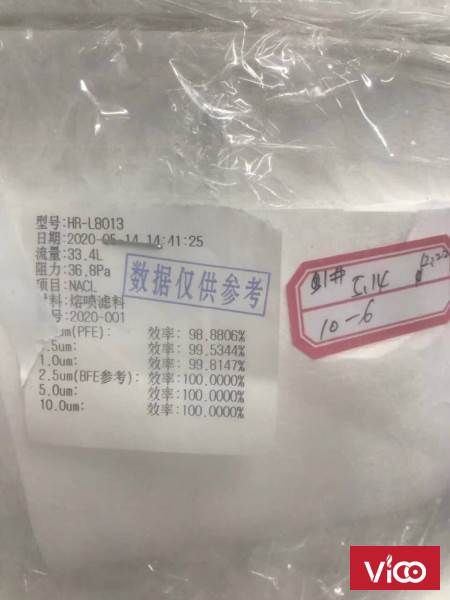 型号:HR-L8013
日期:2020-05-14 14:41:25
流量:33.4L
阻力:36.8Pa
项目:NACL
料:熔喷滤料
号:2020-001
um(PFE): 效率: 98.8806%
.5um: 效率: 99.5344%
1.0um: 效率: 99.8147%
2.5um(BFE参考): 效率:100.0000%
5.0um: 效率:100.0000%
10.0um: 效率:100.0000%
数据仅供参考
5.14
10-6
Vico